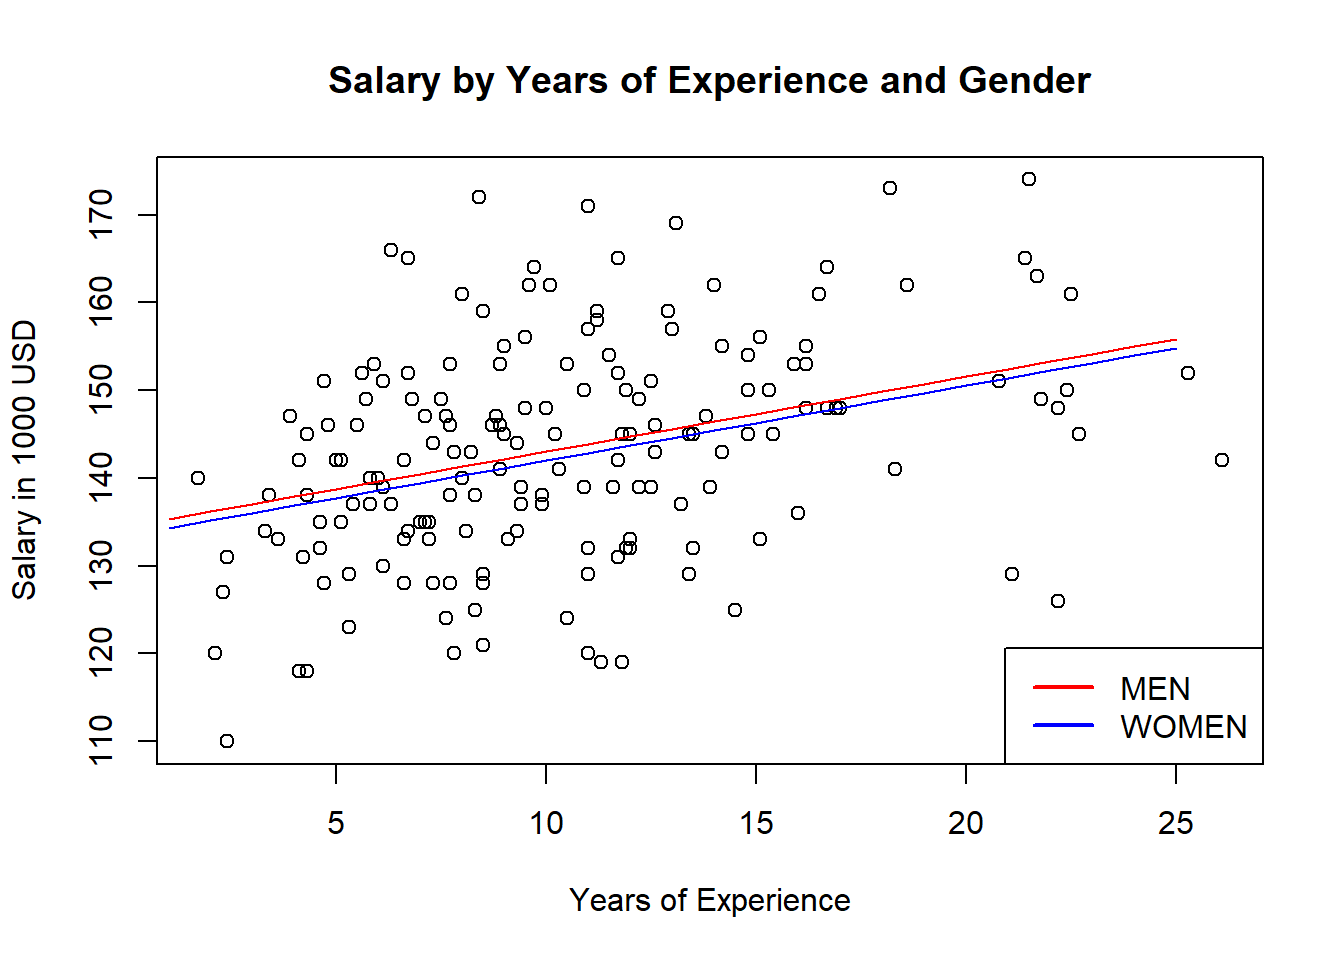 Salary by Years of Experience and Gender
Salary in 1000 USD
170
160
150
140
130
120
110
MEN
WOMEN
5 10 15 20 25
Years of Experience